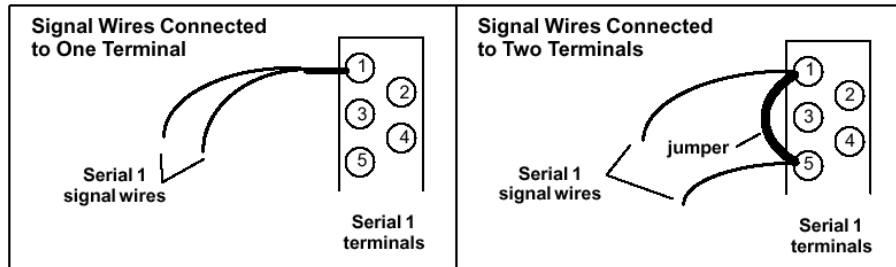 Signal Wires Connected
to One Terminal
1
2
3
4
5
Serial 1
signal wires
Serial 1
terminals
Signal Wires Connected
to Two Terminals
1
2
3
4
jumper
5
Serial 1
signal wires
Serial 1
terminals